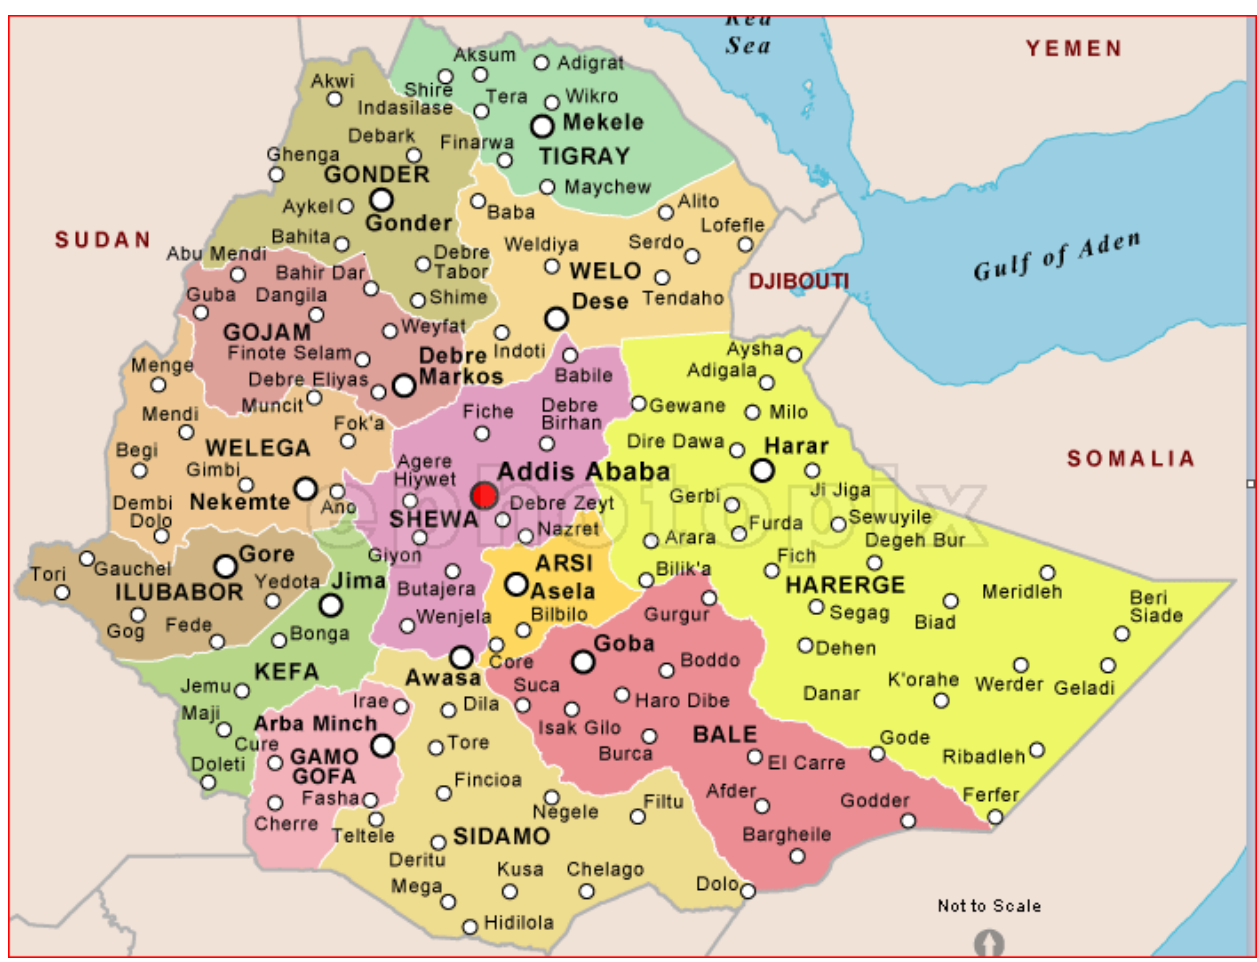 Red
Sea
YEMEN
Aksum
Adigrat
Akwi
Shire
Indasilase
Tera
Wikro
Mekele
Debark
Finarwa
TIGRAY
Ghenga
GONDER
Maychew
Aykel
Gonder
Baba
Alito
Lofefle
SUDAN
Bahita
Weldiya
Serdo
Gulf of Aden
Abu Mendi
Bahir Dar
Debre
Tabor
WELO
Tendaho
DJIBOUTI
Guba
Dangila
Shime
Dese
GOJAM
Weyfat
Finote Selam
Debre
Markos
Indoti
Aysha
Menge
Debre Eliyas
Babile
Adigala
Muncit
Mendi
Fok'a
Fiche
Debre
Birhan
Gewane
Milo
Begi
WELEGA
Dire Dawa
Harar
SOMALIA
Gimbi
Agere
Hiywet
Addis Ababa
Ji Jiga
Dembi
Dolo
Nekemte
Ano
SHEWA
Debre Zeyt
Gerbi
Sewuyile
ephotopix
Nazret
Arara
Furda
Degeh Bur
Giyon
Gore
ARSI
Bilik'a
Fich
Tori
Gauchel
Yedota
Jima
Butajera
Asela
HARERGE
Meridleh
ILUBABOR
Gurgur
Segag
Biad
Beri
Siade
Gog
Fede
Wenjela
Bilbilo
Bonga
Goba
Dehen
KEFA
Awasa
Core
Boddo
Jemu
Irae
Dila
Suca
Haro Dibe
Danar
K'orahe
Werder
Geladi
Maji
Arba Minch
Isak Gilo
Cure
Tore
Burca
BALE
Gode
Ribadleh
Doleti
GAMO
GOFA
El Carre
Fincioa
Fasha
Negele
Filtu
Afder
Godder
Ferfer
Cherre
Teltele
SIDAMO
Bargheile
Deritu
Kusa
Chelago
Mega
Dolo
Hidilola
Not to Scale